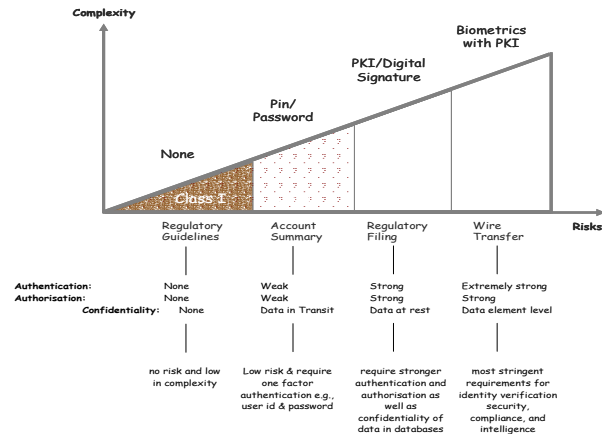 Complexity
Biometrics
with PKI
PKI/Digital
Signature
Pin/
Password
None
Class I
Regulatory
Guidelines
Account
Summary
Regulatory
Filing
Wire
Transfer
Risks
Authentication: None Weak Strong Extremely strong
Authorisation: None Weak Strong Strong
Confidentiality: None Data in Transit Data at rest Data element level
no risk and low
in complexity
Low risk & require
one factor
authentication e.g.,
user id & password
require stronger
authentication and
authorisation as
well as
confidentiality of
data in databases
most stringent
requirements for
identity verification
security,
compliance, and
intelligence